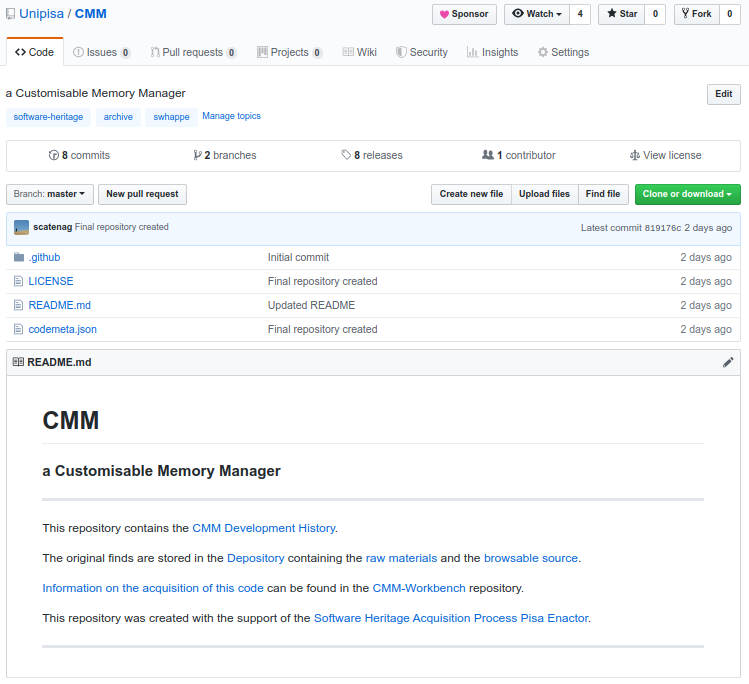 Unipisa / CMM
Sponsor Watch 4 Star 0 Fork 0
Code Issues 0 Pull requests 0 Projects 0 Wiki Security Insights Settings
a Customisable Memory Manager Edit
software-heritage archive swhappe Manage topics
8 commits 2 branches 8 releases 1 contributor View license
Branch: master New pull request Create new file Upload files Find file Clone or download
scatenag Final repository created Latest commit 819176c 2 days ago
.github Initial commit 2 days ago
LICENSE Final repository created 2 days ago
README.md Updated README 2 days ago
codemeta.json Final repository created 2 days ago
README.md
CMM
a Customisable Memory Manager
This repository contains the CMM Development History.
The original finds are stored in the Depository containing the raw materials and the browsable source.
Information on the acquisition of this code can be found in the CMM-Workbench repository.
This repository was created with the support of the Software Heritage Acquisition Process Pisa Enactor.